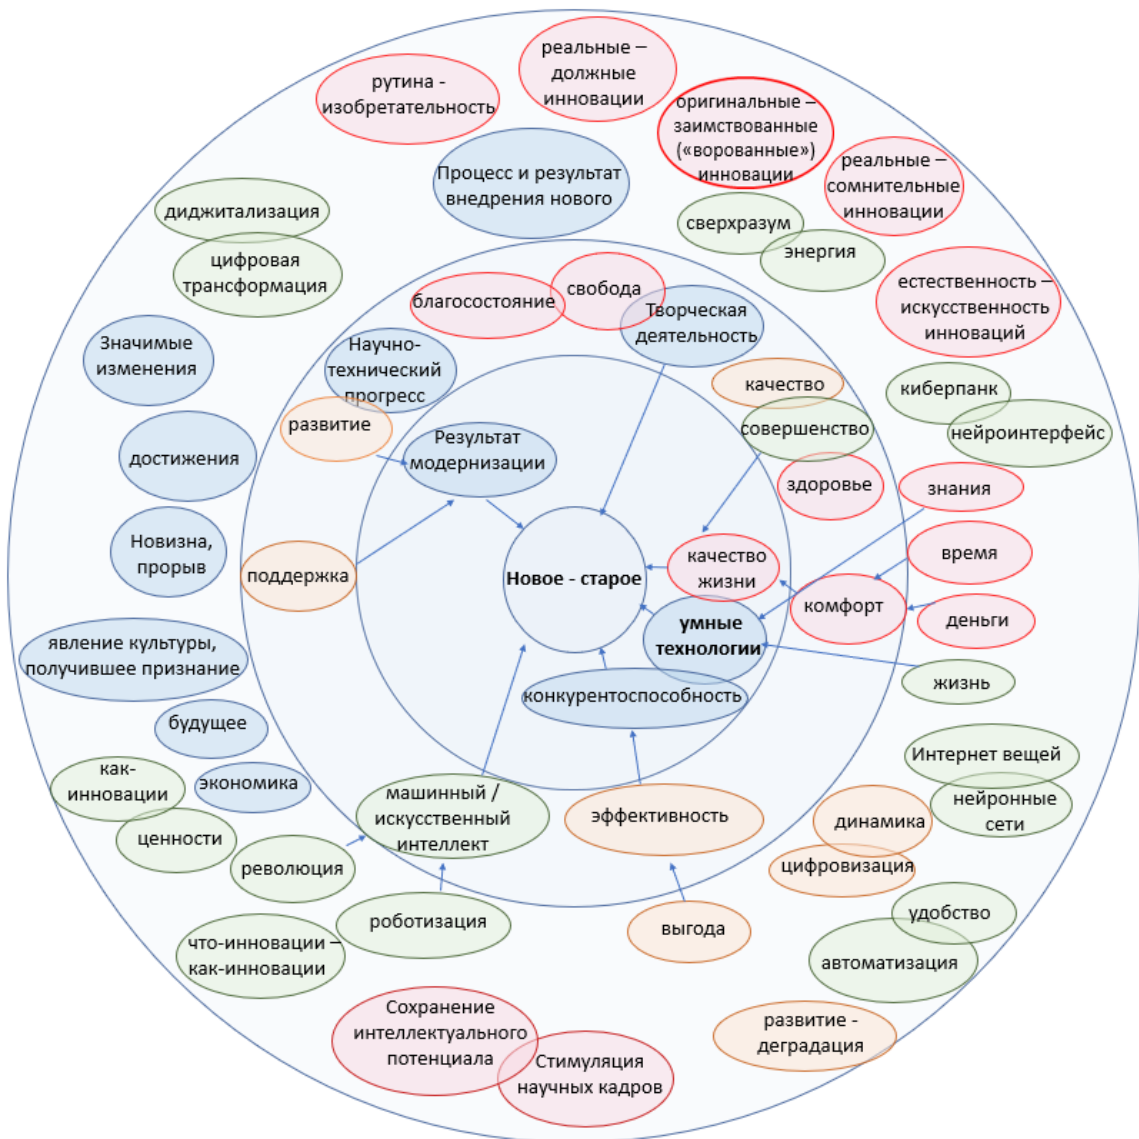 реальные –
должные
инновации
рутина -
изобретательность
оригинальные –
заимствованные
(«ворованные»)
инновации
реальные –
сомнительные
инновации
Процесс и результат
внедрения нового
диджитализация
цифровая
трансформация
сверхразум
энергия
естественность –
искусственность
инноваций
благосостояние
свобода
Творческая
деятельность
Значимые
изменения
Научно-
технический
прогресс
развитие
качество
совершенство
здоровье
киберпанк
нейроинтерфейс
достижения
Результат
модернизации
знания
Новизна,
прорыв
поддержка
Новое - старое
качество
жизни
комфорт
время
деньги
умные
технологии
жизнь
явление культуры,
получившее признание
конкурентоспособность
будущее
экономика
как-
инновации
ценности
революция
машинный /
искусственный
интеллект
эффективность
Интернет вещей
нейронные
сети
динамика
цифровизация
роботизация
выгода
удобство
автоматизация
что-инновации –
как-инновации
Сохранение
интеллектуального
потенциала
Стимуляция
научных кадров
развитие -
деградация